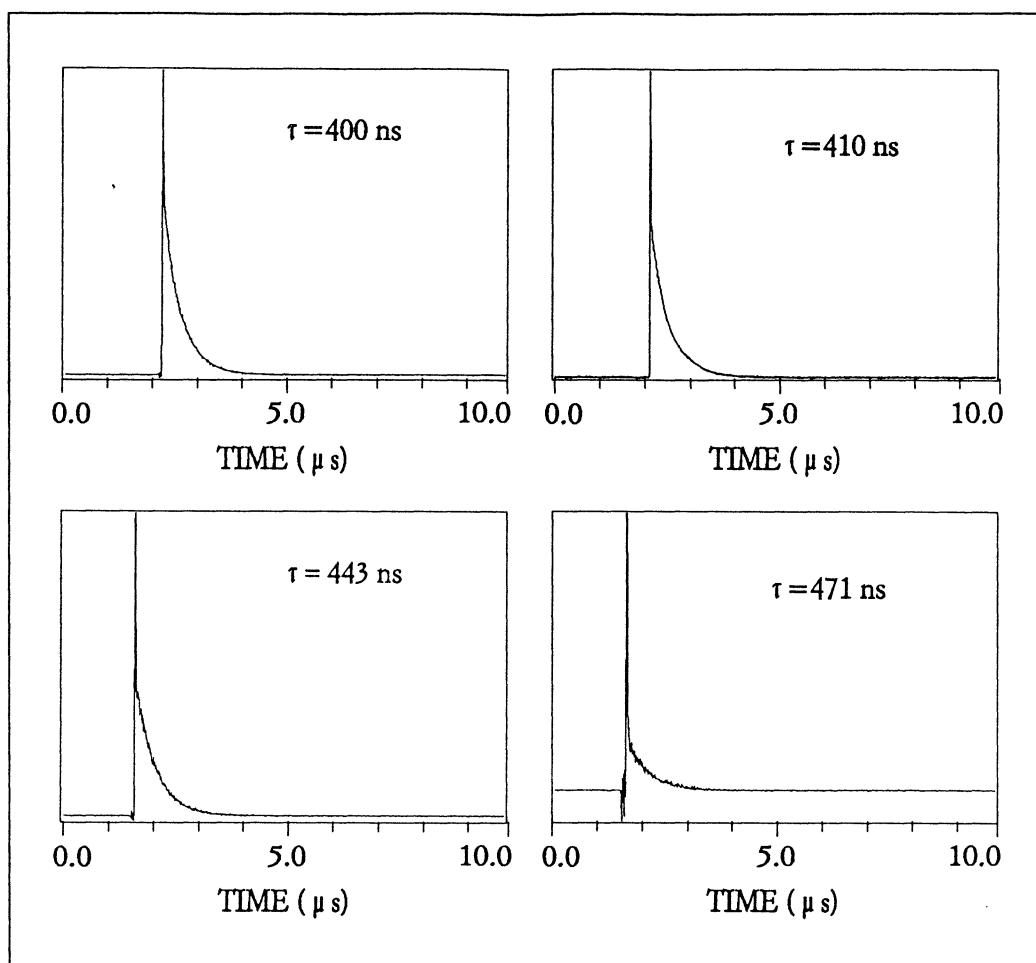 τ = 400 ns
0.0 5.0 10.0
TIME ( μ s)
τ = 410 ns
0.0 5.0 10.0
TIME ( μ s)
τ = 443 ns
0.0 5.0 10.0
TIME ( μ s)
τ = 471 ns
0.0 5.0 10.0
TIME ( μ s)